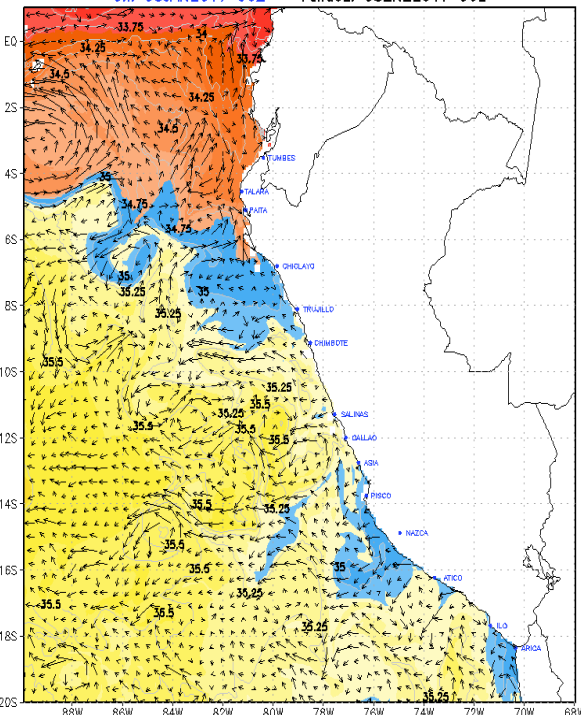 33.75
34
E0
34.25
33.75
34.5
34.25
2S
34.5
TUMBES
4S
35
TALARA
34.75
PAITA
34.75
6S
CHICLAYO
35
35.25
35
8S
35.25
TRUJILLO
CHIMBOTE
35.5
10S
35.25
35.5
35.25
SALINAS
35.5
35.5
35.5
CALLAO
12S
ASIA
PISCO
14S
35.5
35.25
NAZCA
35.5
16S
35.5
35
ATICO
35.25
35.5
35.5
35.25
ILO
18S
ARICA
35.25
20S
88W 86W 84W 82W 80W 78W 76W 74W 72W 70W 68W